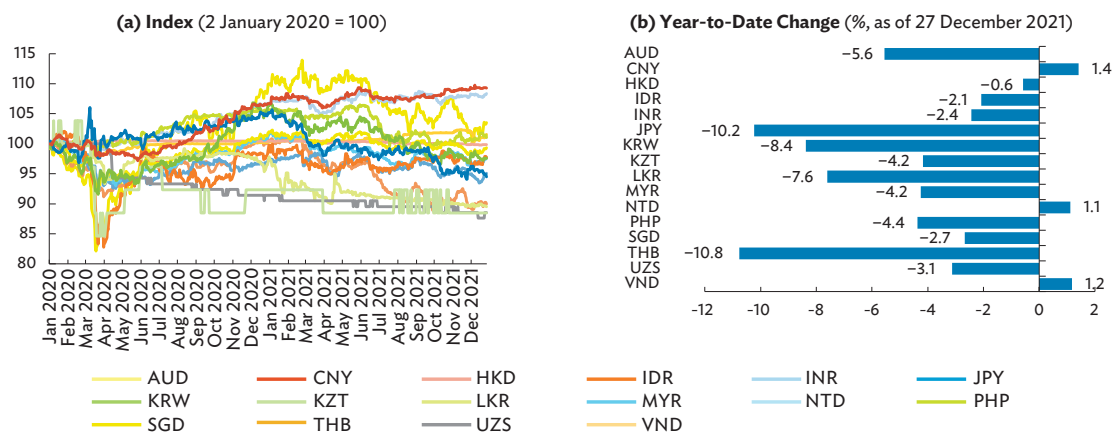 (a) Index (2 January 2020 = 100)
115
110
105
100
95
90
85
80
Jan 2020
Feb 2020
Mar 2020
Apr 2020
May 2020
Jun 2020
Jul 2020
Aug 2020
Sep 2020
Oct 2020
Nov 2020
Dec 2020
Jan 2021
Feb 2021
Mar 2021
Apr 2021
May 2021
Jun 2021
Jul 2021
Aug 2021
Sep 2021
Oct 2021
Nov 2021
Dec 2021
(b) Year-to-Date Change (%, as of 27 December 2021)
AUD −5.6
CNY 1.4
HKD −0.6
IDR −2.1
INR −2.4
JPY −10.2
KRW −8.4
KZT −4.2
LKR −7.6
MYR −4.2
NTD 1.1
PHP −4.4
SGD −2.7
THB −10.8
UZS −3.1
VND 1.2
−12 −10 −8 −6 −4 −2 0 2
AUD CNY HKD IDR INR JPY
KRW KZT LKR MYR NTD PHP
SGD THB UZS VND